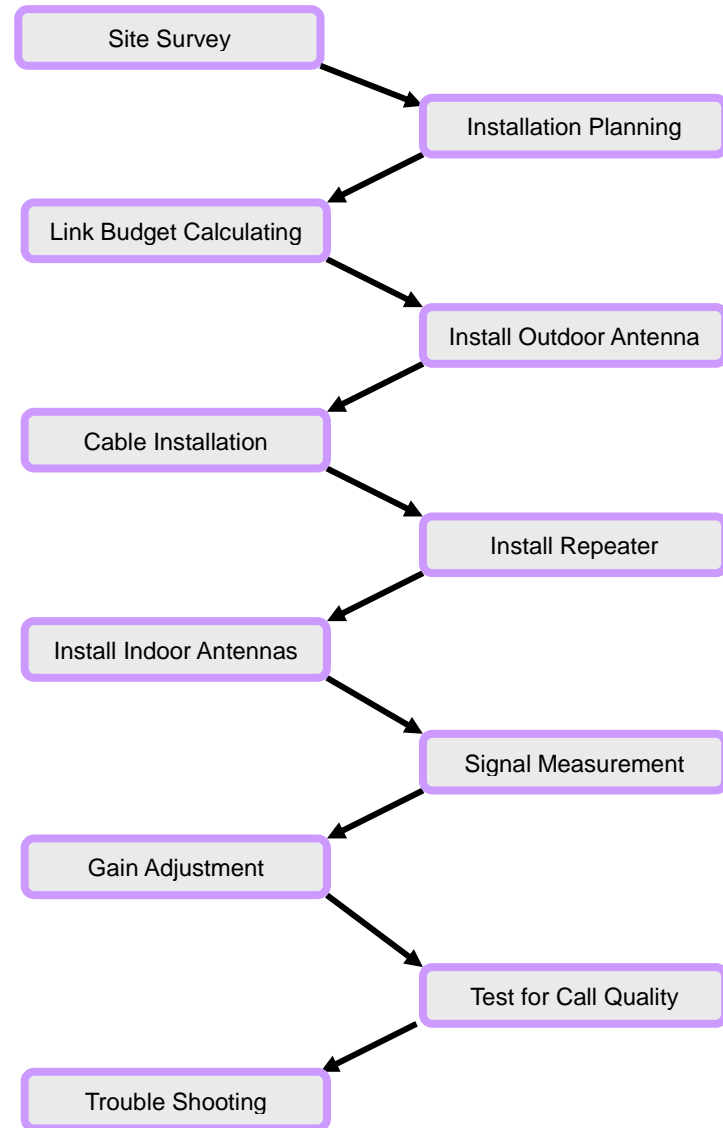 Site Survey
Installation Planning
Link Budget Calculating
Install Outdoor Antenna
Cable Installation
Install Repeater
Install Indoor Antennas
Signal Measurement
Gain Adjustment
Test for Call Quality
Trouble Shooting